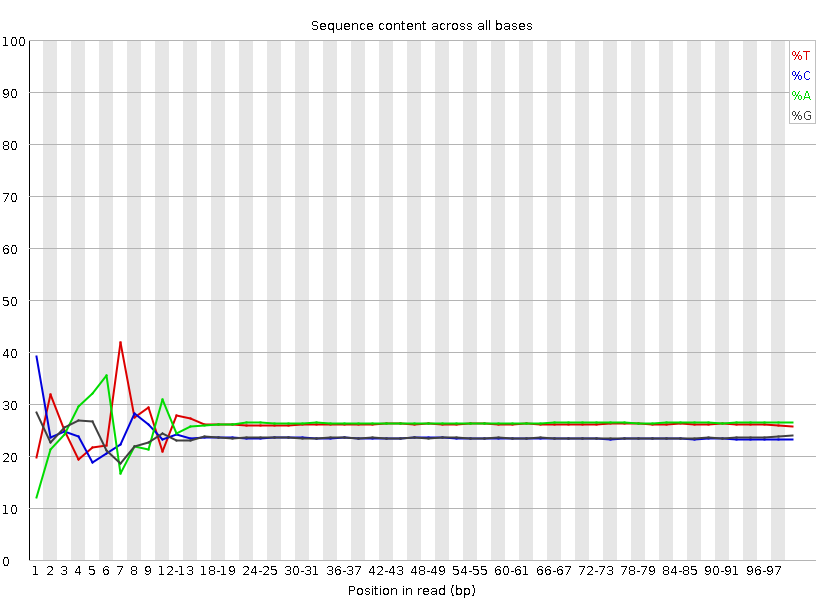 Sequence content across all bases
100
90
80
70
60
50
40
30
20
10
0
%T
%C
%A
%G
1 2 3 4 5 6 7 8 9 12-13 18-19 24-25 30-31 36-37 42-43 48-49 54-55 60-61 66-67 72-73 78-79 84-85 90-91 96-97
Position in read (bp)